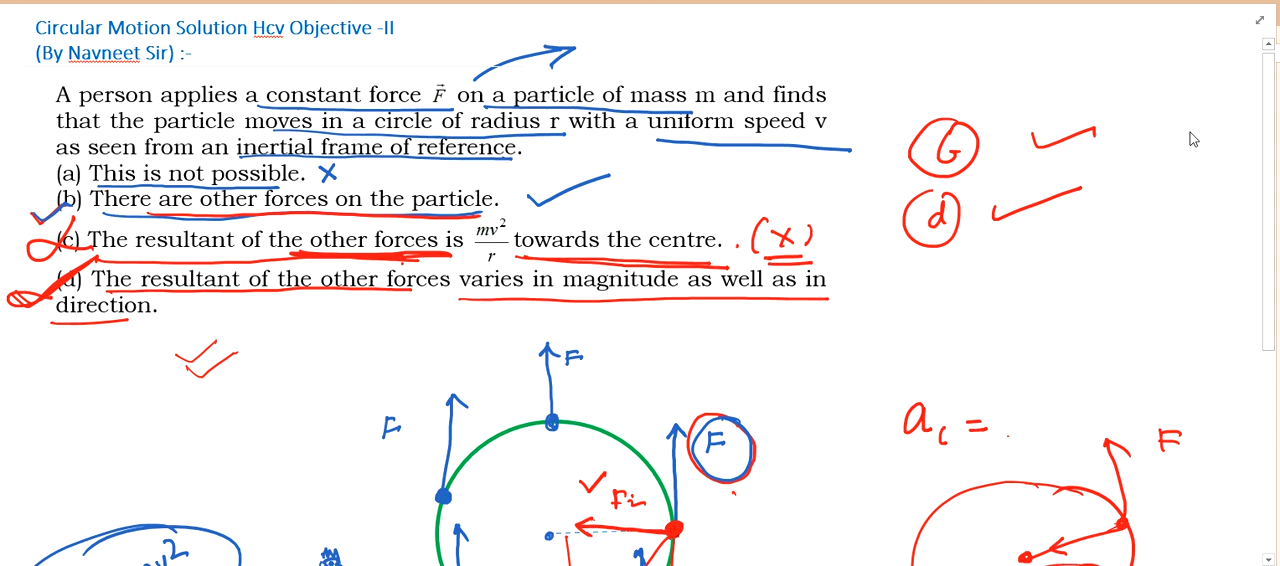 Circular Motion Solution Hcv Objective -II
(By Navneet Sir) :-
A person applies a constant force F⃗ on a particle of mass m and finds
that the particle moves in a circle of radius r with a uniform speed v
as seen from an inertial frame of reference.
(a) This is not possible. ×
(b) There are other forces on the particle.
(c) The resultant of the other forces is mv²/r towards the centre. . (×)
(d) The resultant of the other forces varies in magnitude as well as in
direction.
d
F
F
F
a_c = .
F